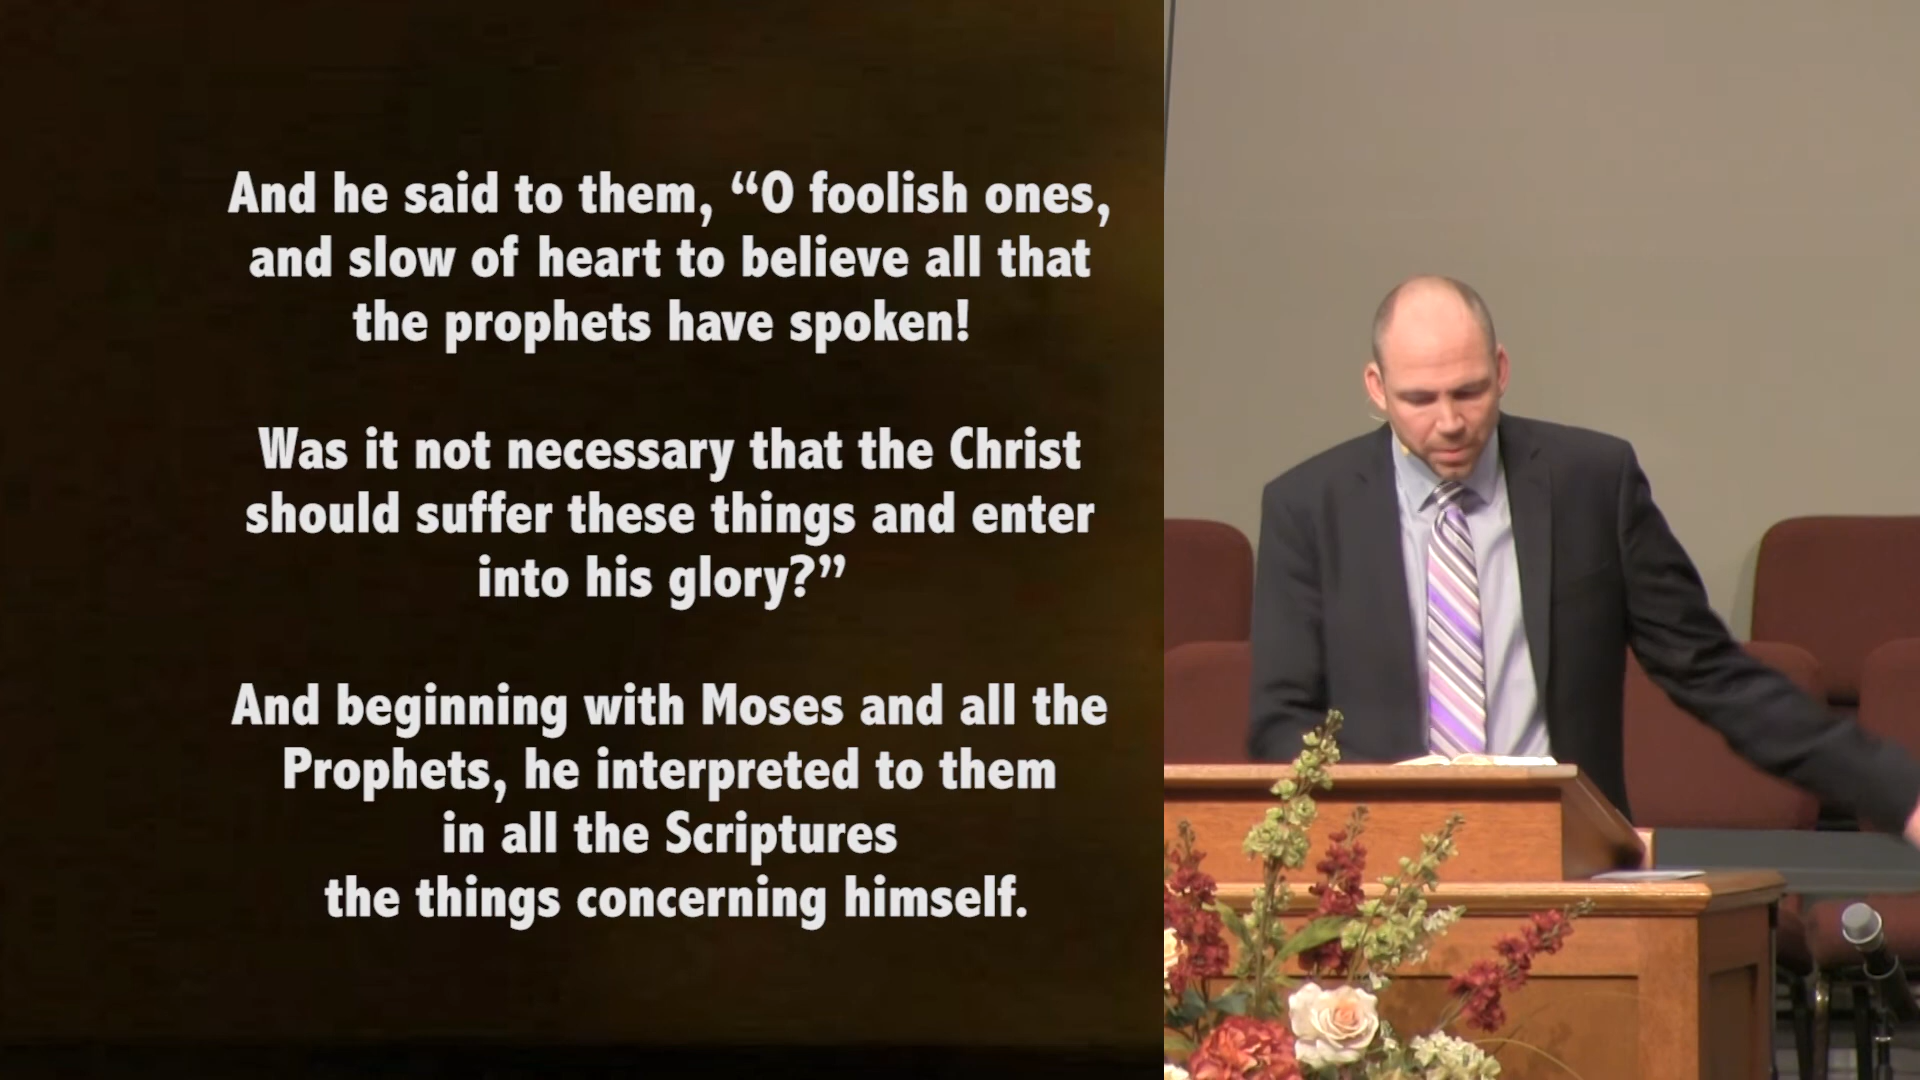 And he said to them, “O foolish ones,
and slow of heart to believe all that
the prophets have spoken!
Was it not necessary that the Christ
should suffer these things and enter
into his glory?”
And beginning with Moses and all the
Prophets, he interpreted to them
in all the Scriptures
the things concerning himself.